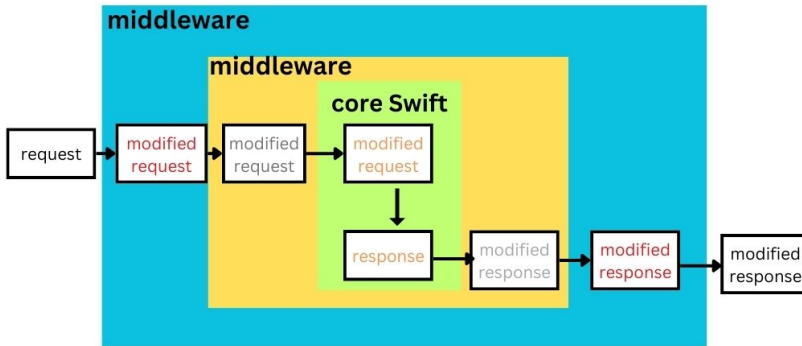 middleware
middleware
core Swift
request
modified
request
modified
request
modified
request
response
modified
response
modified
response
modified
response